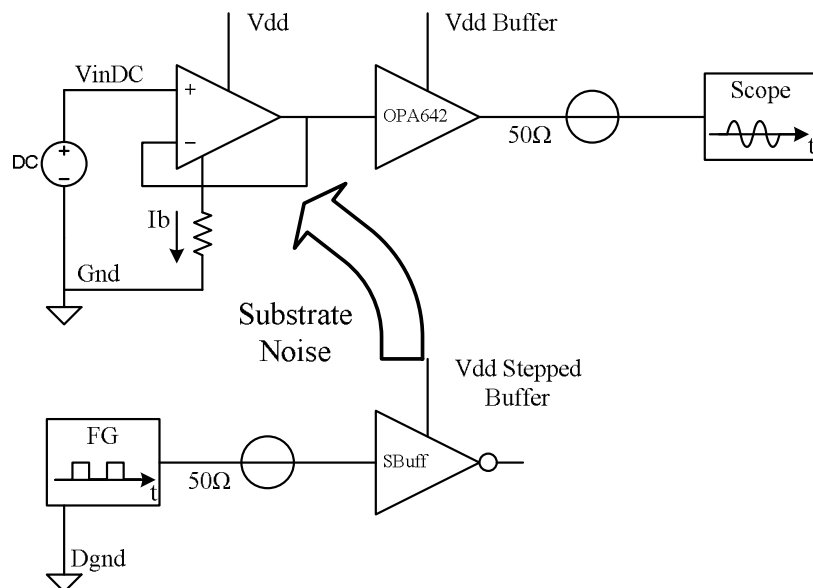 Vdd
Vdd Buffer
VinDC
Scope
+
OPA642
−
50Ω
t
DC
+
−
Ib
Gnd
Substrate
Noise
Vdd Stepped
Buffer
FG
SBuff
t
50Ω
Dgnd